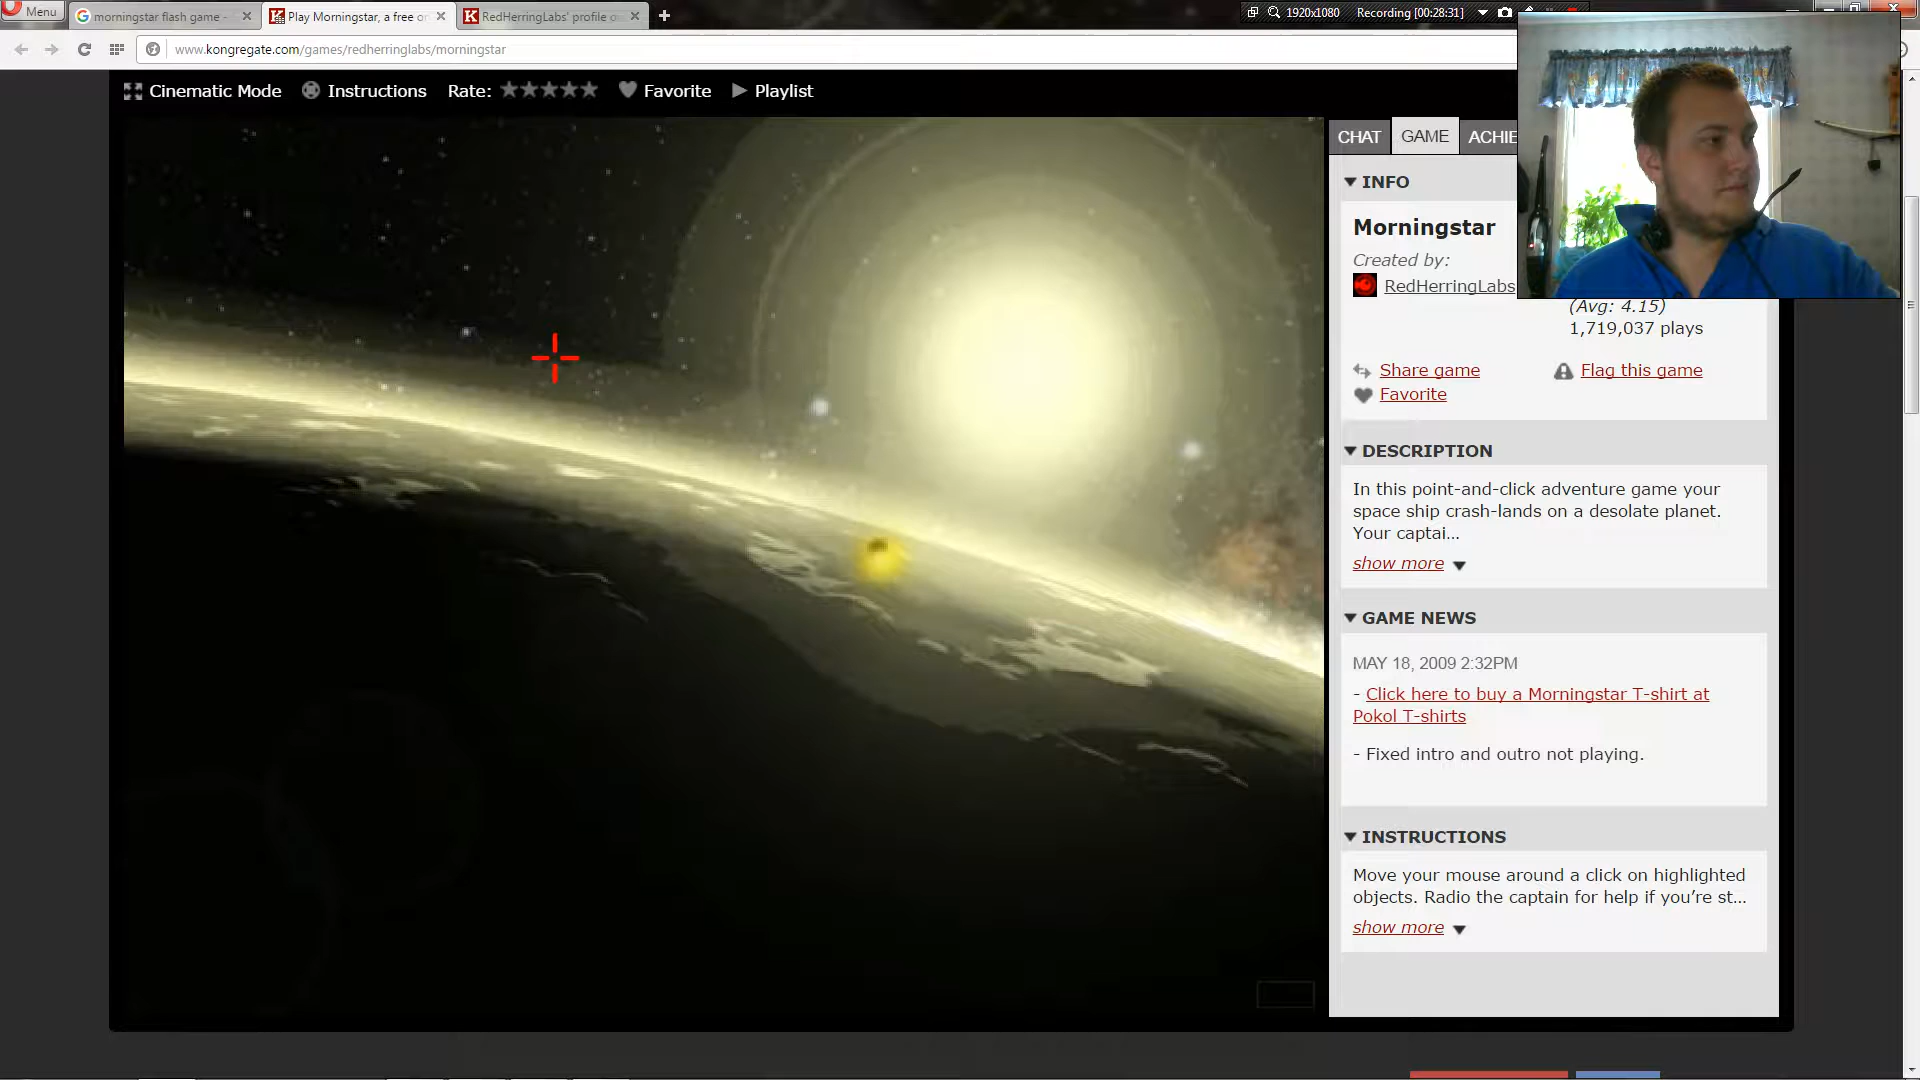 Menu
morningstar flash game -
Play Morningstar, a free on
RedHerringLabs' profile o
1920x1080
Recording [00:28:31]
www.kongregate.com/games/redherringlabs/morningstar
Cinematic Mode
Instructions
Rate:
Favorite
Playlist
CHAT
GAME
ACHIE
INFO
Morningstar
Created by:
RedHerringLabs
(Avg: 4.15)
1,719,037 plays
Share game
Flag this game
Favorite
DESCRIPTION
In this point-and-click adventure game your
space ship crash-lands on a desolate planet.
Your captai...
show more
GAME NEWS
MAY 18, 2009 2:32PM
- Click here to buy a Morningstar T-shirt at
Pokol T-shirts
- Fixed intro and outro not playing.
INSTRUCTIONS
Move your mouse around a click on highlighted
objects. Radio the captain for help if you're st...
show more